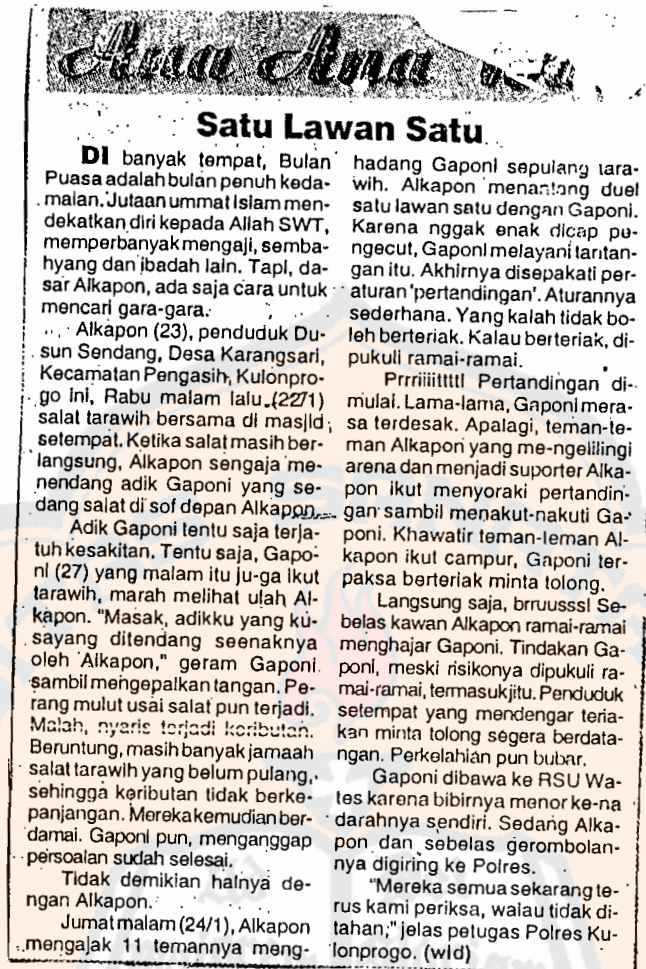 Ana Ana
Satu Lawan Satu
DI banyak tempat, Bulan
Puasa adalah bulan penuh keda-
malan. Jutaan ummat Islam men-
dekatkan diri kepada Allah SWT,
memperbanyak mengaji, semba-
hyang dan ibadah lain. Tapi, da-
sar Alkapon, ada saja cara untuk
mencari gara-gara.
Alkapon (23), penduduk Du-
sun Sendang, Desa Karangsari,
Kecamatan Pengasih, Kulonpro-
go ini, Rabu malam lalu (22/1)
salat tarawih bersama di masjid
setempat. Ketika salat masih ber-
langsung, Alkapon sengaja me-
nendang adik Gaponi yang se-
dang salat di sof depan Alkapon.
Adik Gaponi tentu saja terja-
tuh kesakitan. Tentu saja, Gapo-
ni (27) yang malam itu ju-ga ikut
tarawih, marah melihat ulah Al-
kapon. "Masak, adikku yang ku-
sayang ditendang seenaknya
oleh Alkapon," geram Gaponi
sambil mengepalkan tangan. Pe-
rang mulut usai salat pun terjadi.
Malah, nyaris terjadi keributan.
Beruntung, masih banyak jamaah
salat tarawih yang belum pulang,
sehingga keributan tidak berke-
panjangan. Mereka kemudian ber-
damai. Gaponi pun, menganggap
persoalan sudah selesai.
Tidak demikian halnya de-
ngan Alkapon.
Jumat malam (24/1), Alkapon
mengajak 11 temannya meng-
hadang Gaponi sepulang tara-
wih. Alkapon menantang duel
satu lawan satu dengan Gaponi.
Karena nggak enak dicap pe-
ngecut, Gaponi melayani tantan-
gan itu. Akhirnya disepakati per-
aturan 'pertandingan'. Aturannya
sederhana. Yang kalah tidak bo-
leh berteriak. Kalau berteriak, di-
pukuli ramai-ramai.
Prrriiiitttttt Pertandingan di-
mulai. Lama-lama, Gaponi mera-
sa terdesak. Apalagi, teman-te-
man Alkapon yang me-ngelilingi
arena dan menjadi suporter Alka-
pon ikut menyoraki pertandin-
gan sambil menakut-nakuti Ga-
poni. Khawatir teman-teman Al-
kapon ikut campur, Gaponi ter-
paksa berteriak minta tolong.
Langsung saja, brruusss! Se-
belas kawan Alkapon ramai-ramai
menghajar Gaponi. Tindakan Ga-
poni, meski risikonya dipukuli ra-
mai-ramai, termasuk jitu. Penduduk
setempat yang mendengar teria-
kan minta tolong segera berdata-
ngan. Perkelahian pun bubar.
Gaponi dibawa ke RSU Wa-
tes karena bibirnya menor ke-na
darahnya sendiri. Sedang Alka-
pon dan sebelas gerombolan-
nya digiring ke Polres.
"Mereka semua sekarang te-
rus kami periksa, walau tidak di-
tahan," jelas petugas Polres Ku-
lonprogo. (wid)